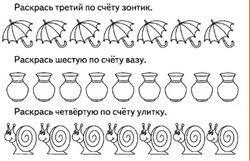 Раскрась третий по счёту зонтик.
Раскрась шестую по счёту вазу.
Раскрась четвёртую по счёту улитку.